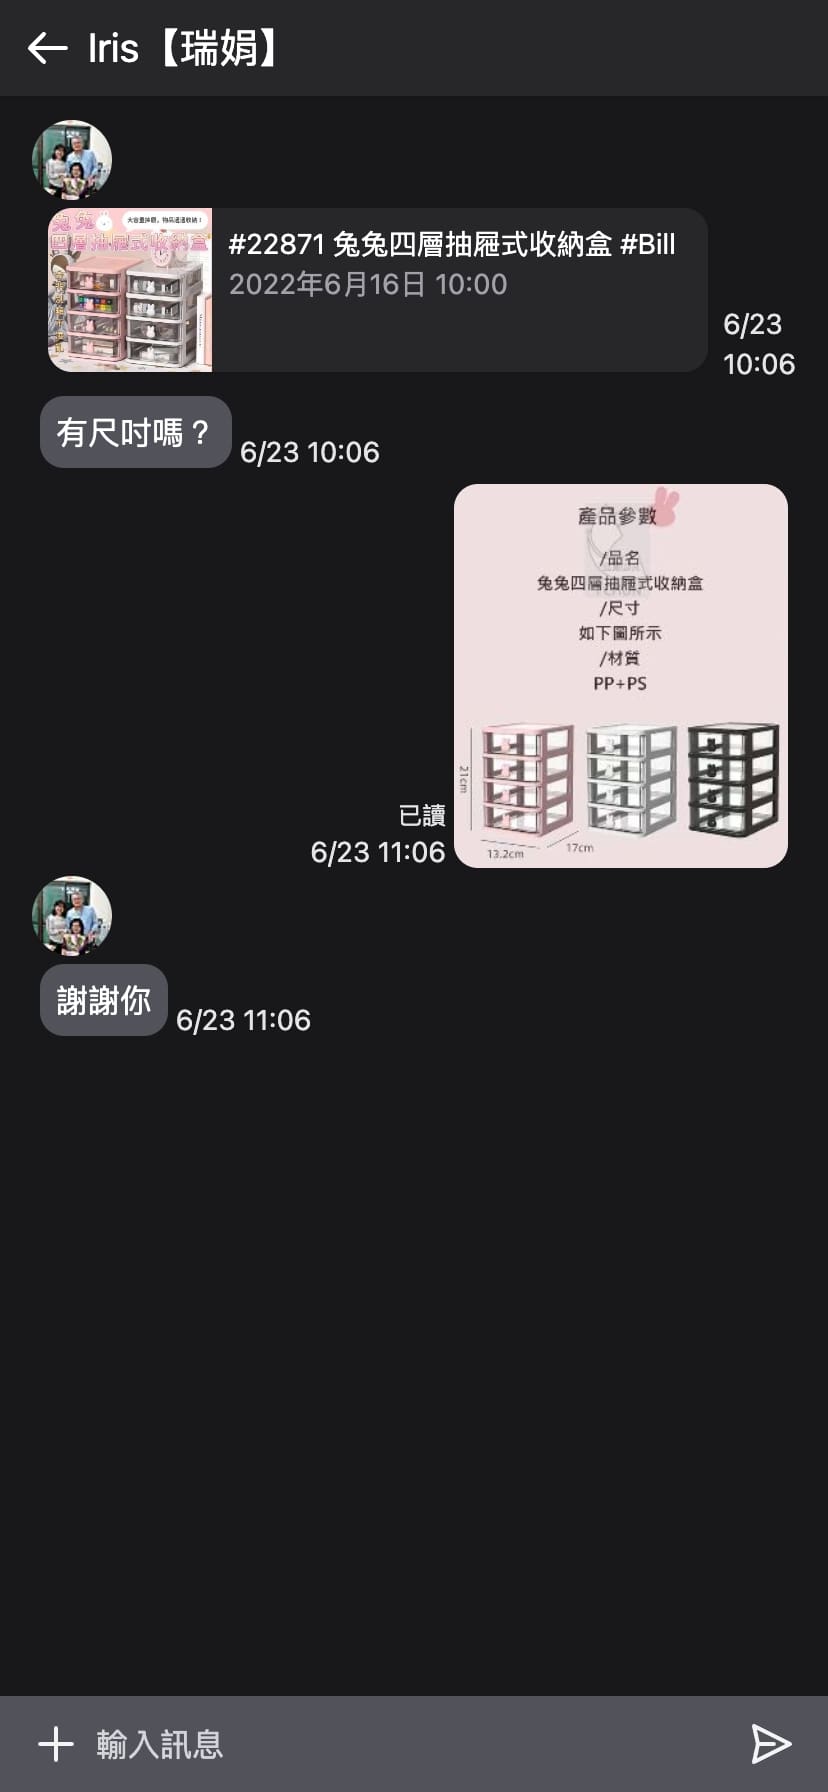 Iris【瑞娟】
兔兔
大容量抽屜，物品通通收納！
四層抽屜式收納盒
#22871 兔兔四層抽屜式收納盒 #Bill
2022年6月16日 10:00
6/23
10:06
有尺吋嗎？
6/23 10:06
產品參數
/品名
兔兔四層抽屜式收納盒
/尺寸
如下圖所示
/材質
PP+PS
21cm
13.2cm
17cm
已讀
6/23 11:06
謝謝你
6/23 11:06
輸入訊息